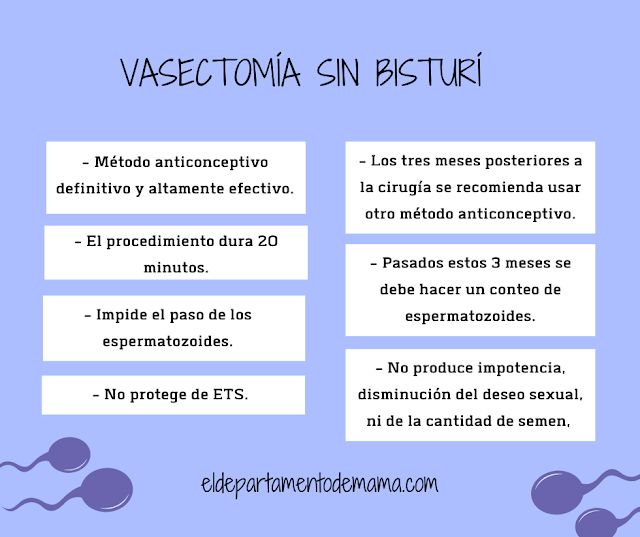 VASECTOMÍA SIN BISTURÍ
- Método anticonceptivo
definitivo y altamente efectivo.
- El procedimiento dura 20
minutos.
- Impide el paso de los
espermatozoides.
- No protege de ETS.
- Los tres meses posteriores a
la cirugía se recomienda usar
otro método anticonceptivo.
- Pasados estos 3 meses se
debe hacer un conteo de
espermatozoides.
- No produce impotencia,
disminución del deseo sexual,
ni de la cantidad de semen,
eldepartamentodemama.com